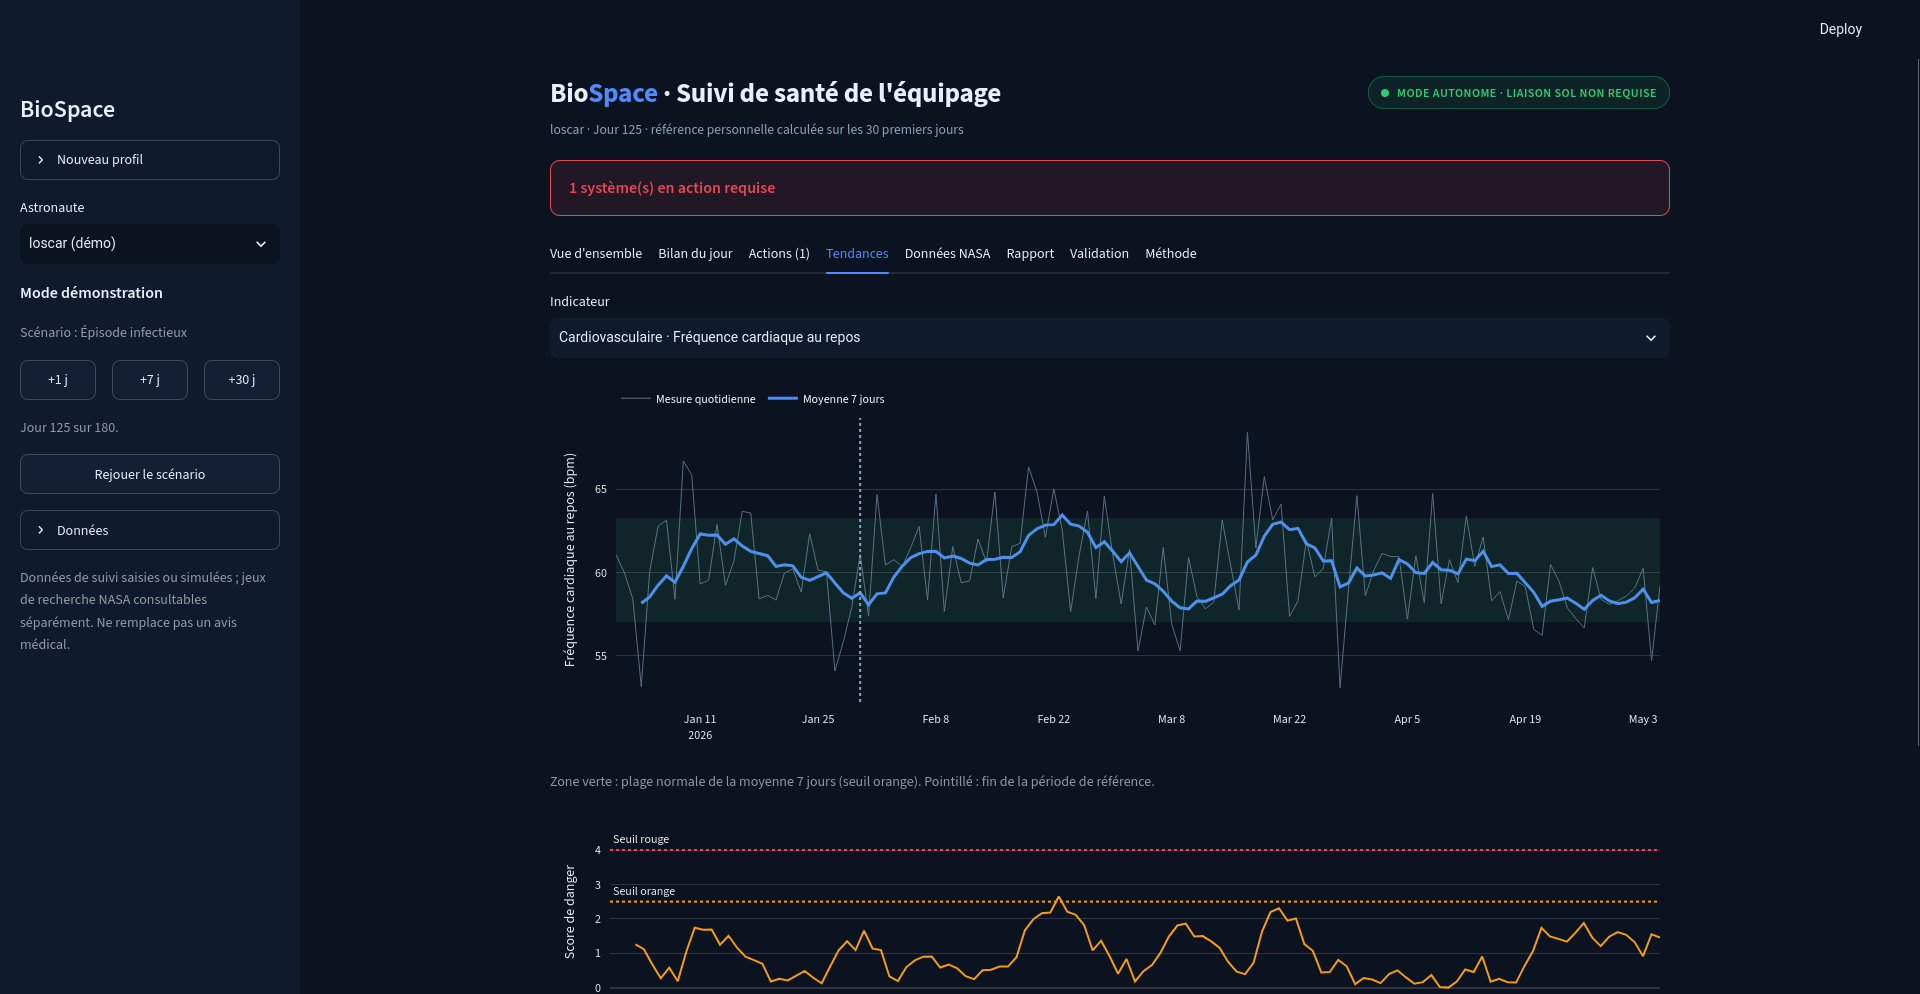 Deploy
BioSpace
Nouveau profil
Astronaute
loscar (démo)
Mode démonstration
Scénario : Épisode infectieux
+1 j
+7 j
+30 j
Jour 125 sur 180.
Rejouer le scénario
Données
Données de suivi saisies ou simulées ; jeux
de recherche NASA consultables
séparément. Ne remplace pas un avis
médical.
BioSpace · Suivi de santé de l'équipage
MODE AUTONOME · LIAISON SOL NON REQUISE
loscar · Jour 125 · référence personnelle calculée sur les 30 premiers jours
1 système(s) en action requise
Vue d'ensemble Bilan du jour Actions (1) Tendances Données NASA Rapport Validation Méthode
Indicateur
Cardiovasculaire · Fréquence cardiaque au repos
Mesure quotidienne Moyenne 7 jours
Fréquence cardiaque au repos (bpm)
65
60
55
Jan 11 Jan 25 Feb 8 Feb 22 Mar 8 Mar 22 Apr 5 Apr 19 May 3
2026
Zone verte : plage normale de la moyenne 7 jours (seuil orange). Pointillé : fin de la période de référence.
Score de danger
Seuil rouge
4
3
Seuil orange
2
1
0